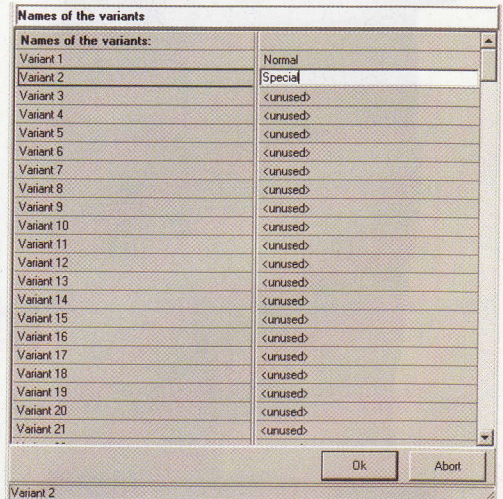 Names of the variants
Names of the variants:
Variant 1 Normal
Variant 2 Special
Variant 3 <unused>
Variant 4 <unused>
Variant 5 <unused>
Variant 6 <unused>
Variant 7 <unused>
Variant 8 <unused>
Variant 9 <unused>
Variant 10 <unused>
Variant 11 <unused>
Variant 12 <unused>
Variant 13 <unused>
Variant 14 <unused>
Variant 15 <unused>
Variant 16 <unused>
Variant 17 <unused>
Variant 18 <unused>
Variant 19 <unused>
Variant 20 <unused>
Variant 21 <unused>
Ok Abort
Variant 2